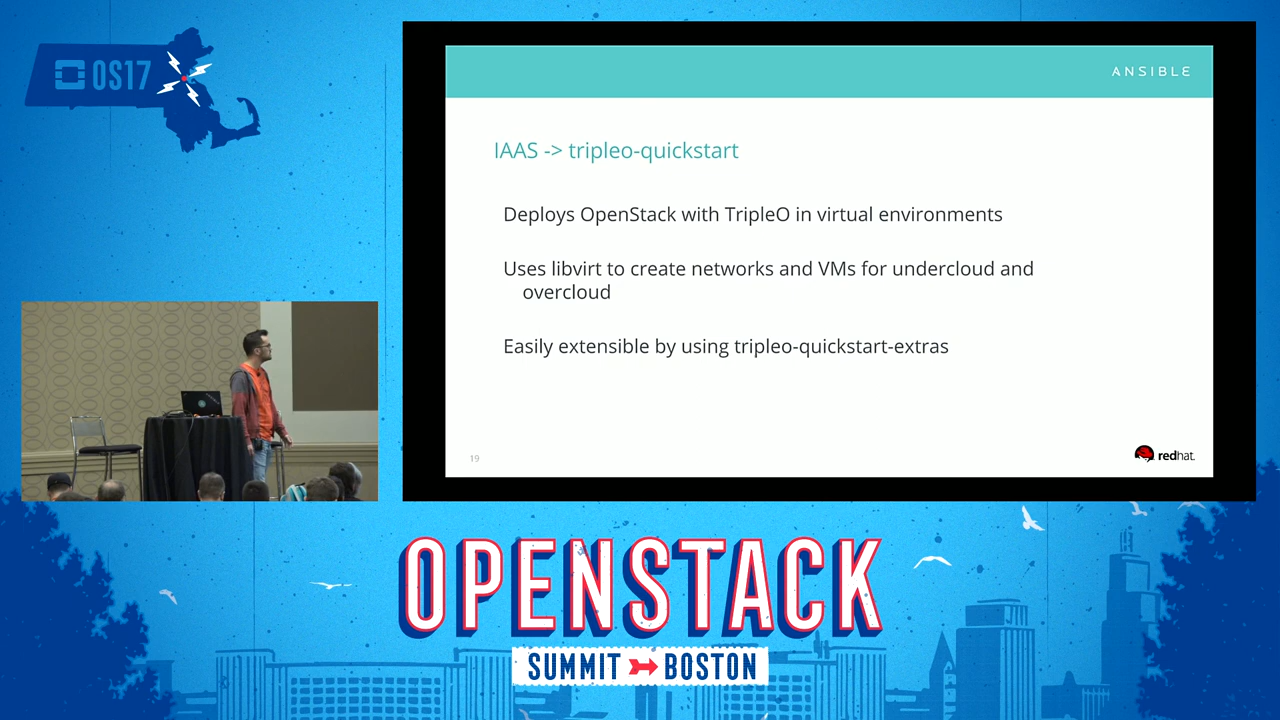 OS17
ANSIBLE
IAAS -> tripleo-quickstart
Deploys OpenStack with TripleO in virtual environments
Uses libvirt to create networks and VMs for undercloud and
overcloud
Easily extensible by using tripleo-quickstart-extras
19
redhat.
OPENSTACK
SUMMIT BOSTON